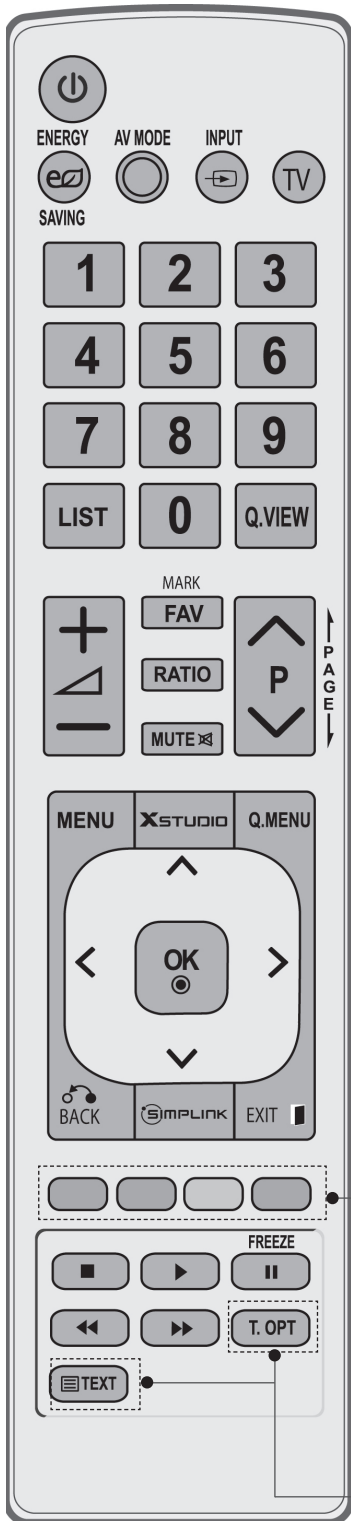 ENERGY AV MODE INPUT
TV
SAVING
1 2 3
4 5 6
7 8 9
LIST 0 Q.VIEW
MARK
FAV
RATIO
P
PAGE
MUTE
MENU XSTUDIO Q.MENU
OK
BACK SIMPLINK EXIT
FREEZE
T. OPT
TEXT